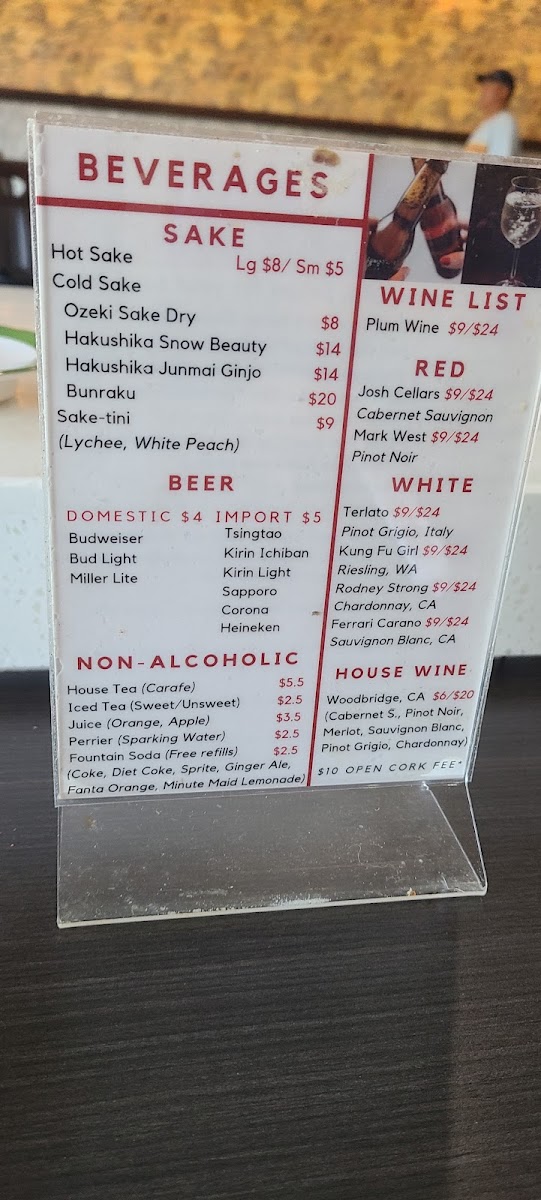 BEVERAGES
SAKE
Hot Sake Lg $8/ Sm $5
Cold Sake
Ozeki Sake Dry $8
Hakushika Snow Beauty $14
Hakushika Junmai Ginjo $14
Bunraku $20
Sake-tini $9
(Lychee, White Peach)
BEER
DOMESTIC $4 IMPORT $5
Budweiser
Bud Light
Miller Lite
Tsingtao
Kirin Ichiban
Kirin Light
Sapporo
Corona
Heineken
NON-ALCOHOLIC
House Tea (Carafe) $5.5
Iced Tea (Sweet/Unsweet) $2.5
Juice (Orange, Apple) $3.5
Perrier (Sparking Water) $2.5
Fountain Soda (Free refills) $2.5
(Coke, Diet Coke, Sprite, Ginger Ale,
Fanta Orange, Minute Maid Lemonade)
WINE LIST
Plum Wine $9/$24
RED
Josh Cellars $9/$24
Cabernet Sauvignon
Mark West $9/$24
Pinot Noir
WHITE
Terlato $9/$24
Pinot Grigio, Italy
Kung Fu Girl $9/$24
Riesling, WA
Rodney Strong $9/$24
Chardonnay, CA
Ferrari Carano $9/$24
Sauvignon Blanc, CA
HOUSE WINE
Woodbridge, CA $6/$20
(Cabernet S., Pinot Noir,
Merlot, Sauvignon Blanc,
Pinot Grigio, Chardonnay)
$10 OPEN CORK FEE*